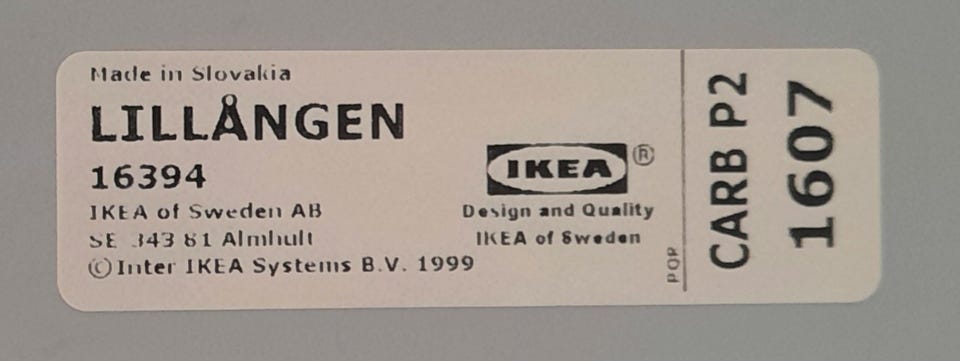 Made in Slovakia
LILLÅNGEN
16394
IKEA of Sweden AB
SE 343 81 Almhult
©Inter IKEA Systems B.V. 1999
IKEA®
Design and Quality
IKEA of Sweden
POR
CARB P2
1607